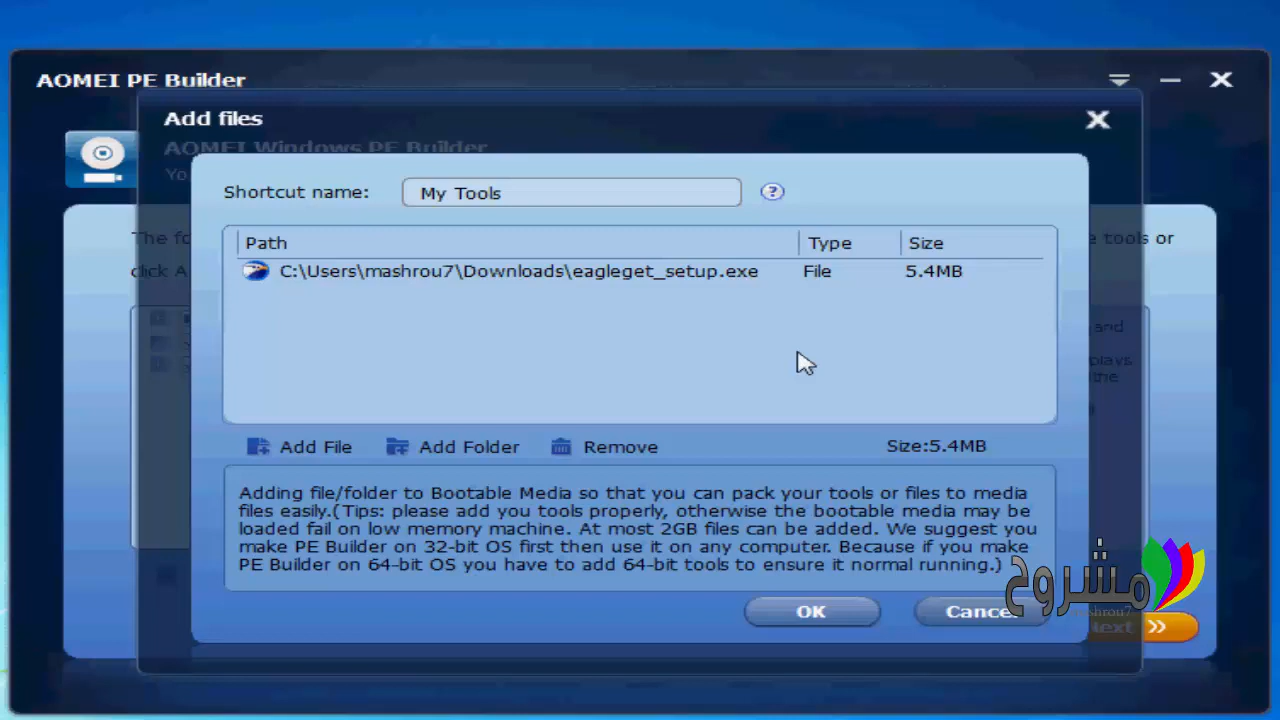 AOMEI PE Builder
Add files
AOMEI Windows PE Builder
Yo
Shortcut name: My Tools ?
The fo
e tools or
click A
Path Type Size
C:\Users\mashrou7\Downloads\eagleget_setup.exe File 5.4MB
and
plays
the
Add File Add Folder Remove Size:5.4MB
Adding file/folder to Bootable Media so that you can pack your tools or files to media
files easily.(Tips: please add you tools properly, otherwise the bootable media may be
loaded fail on low memory machine. At most 2GB files can be added. We suggest you
make PE Builder on 32-bit OS first then use it on any computer. Because if you make
PE Builder on 64-bit OS you have to add 64-bit tools to ensure it normal running.)
مشروح
mashrou7
OK Cancel
Next »